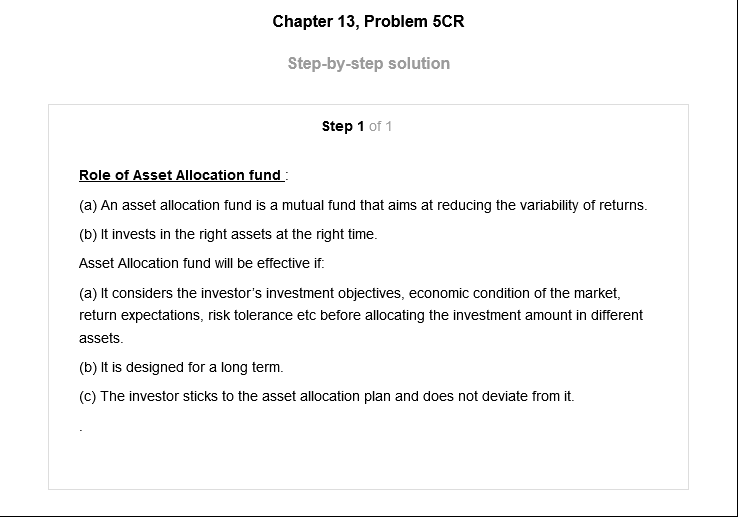 Chapter 13, Problem 5CR
Step-by-step solution
Step 1 of 1
Role of Asset Allocation fund :
(a) An asset allocation fund is a mutual fund that aims at reducing the variability of returns.
(b) It invests in the right assets at the right time.
Asset Allocation fund will be effective if:
(a) It considers the investor's investment objectives, economic condition of the market,
return expectations, risk tolerance etc before allocating the investment amount in different
assets.
(b) It is designed for a long term.
(c) The investor sticks to the asset allocation plan and does not deviate from it.
.